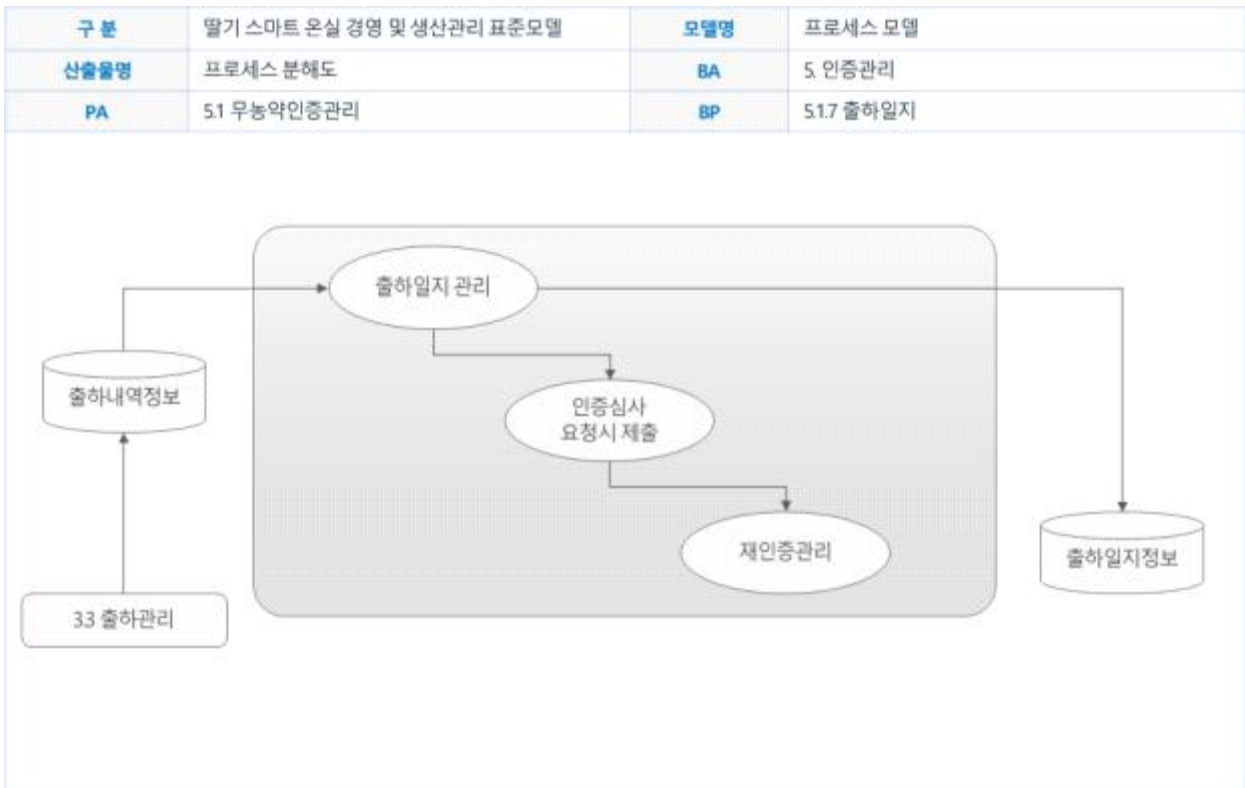 구 분 딸기 스마트 온실 경영 및 생산관리 표준모델 모델명 프로세스 모델
산출물명 프로세스 분해도 BA 5. 인증관리
PA 5.1 무농약인증관리 BP 5.1.7 출하일지
출하일지 관리
출하내역정보
인증심사
요청시 제출
재인증관리
출하일지정보
3.3 출하관리